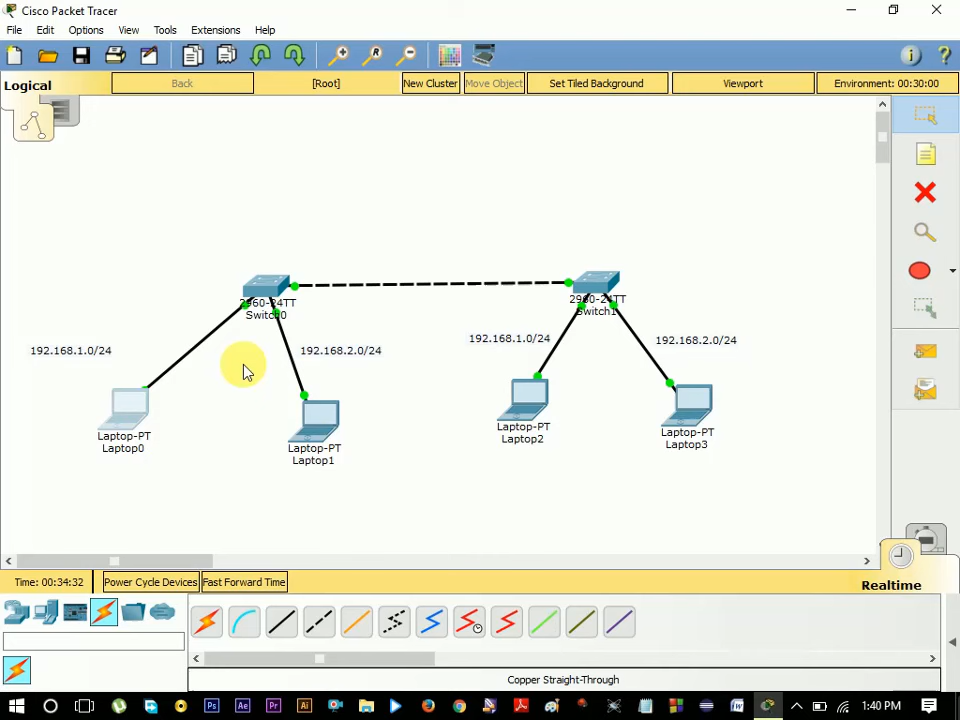 Cisco Packet Tracer
File Edit Options View Tools Extensions Help
Logical
Back
[Root]
New Cluster
Move Object
Set Tiled Background
Viewport
Environment: 00:30:00
2960-24TT
Switch0
2960-24TT
Switch1
192.168.1.0/24
192.168.2.0/24
192.168.1.0/24
192.168.2.0/24
Laptop-PT
Laptop0
Laptop-PT
Laptop1
Laptop-PT
Laptop2
Laptop-PT
Laptop3
Time: 00:34:32
Power Cycle Devices
Fast Forward Time
Realtime
Copper Straight-Through
Ps Ae Pr Ai
1:40 PM